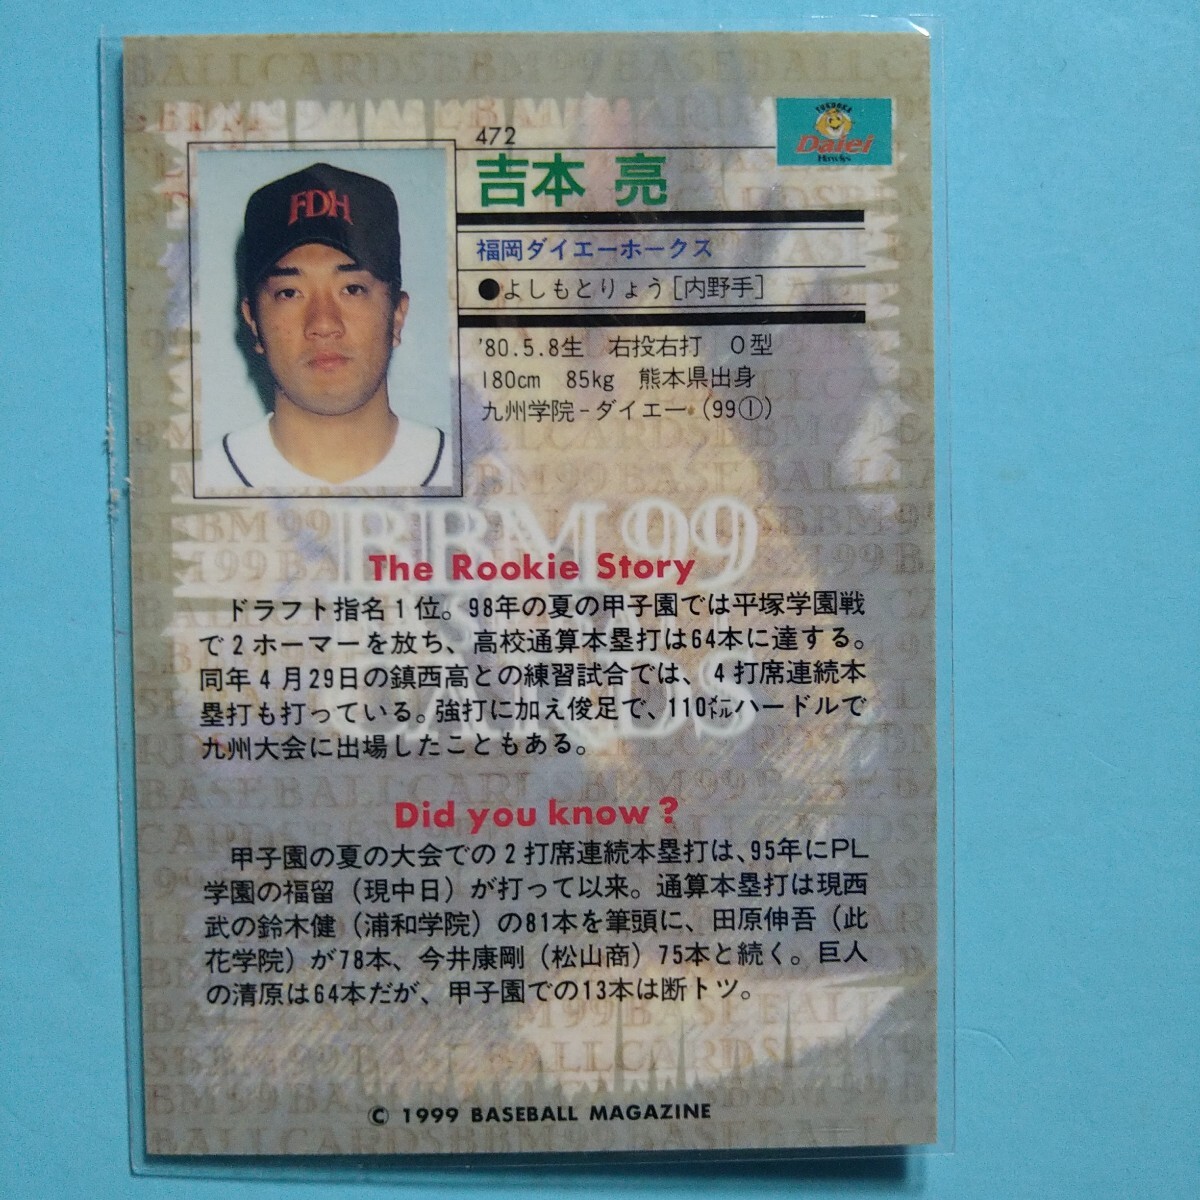 472
FUKUOKA
Daiei
Hawks
吉本 亮
FDH
福岡ダイエーホークス
●よしもとりょう[内野手]
'80.5.8生 右投右打 O型
180cm 85kg 熊本県出身
九州学院-ダイエー(99①)
BBM 99
The Rookie Story
ドラフト指名1位。98年の夏の甲子園では平塚学園戦
で2ホーマーを放ち、高校通算本塁打は64本に達する。
同年4月29日の鎮西高との練習試合では、4打席連続本
塁打も打っている。強打に加え俊足で、110㍍ハードルで
九州大会に出場したこともある。
Did you know?
甲子園の夏の大会での2打席連続本塁打は、95年にPL
学園の福留(現中日)が打って以来。通算本塁打は現西
武の鈴木健(浦和学院)の81本を筆頭に、田原伸吾(此
花学院)が78本、今井康剛(松山商)75本と続く。巨人
の清原は64本だが、甲子園での13本は断トツ。
© 1999 BASEBALL MAGAZINE